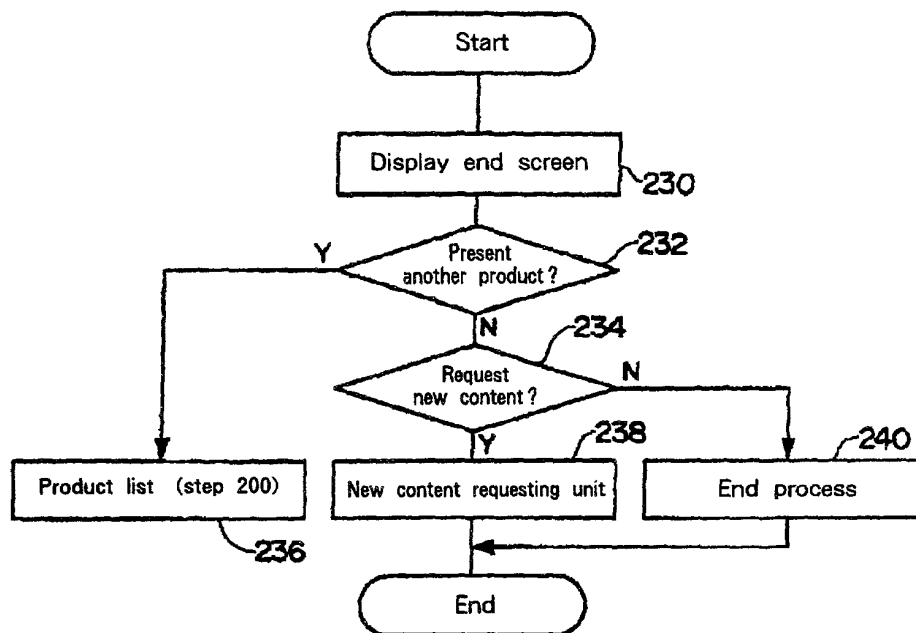 Start
Display end screen
230
Y
Present
another product?
232
N
234
Request
new content?
N
Y
238
240
Product list (step 200)
New content requesting unit
End process
236
End